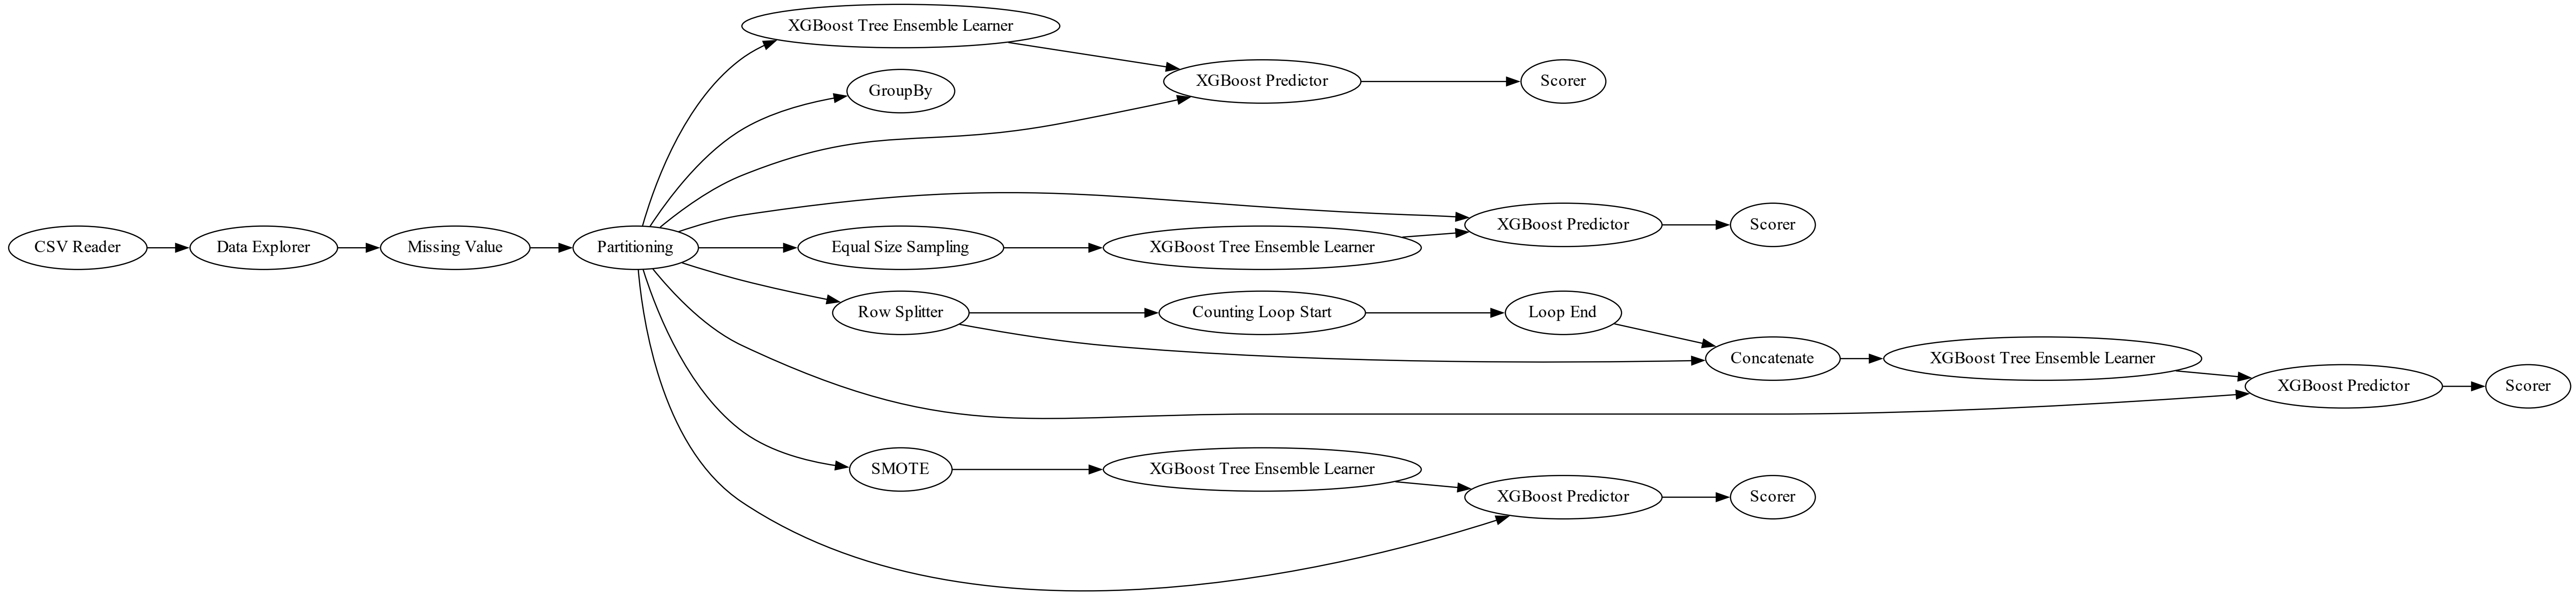 XGBoost Tree Ensemble Learner
XGBoost Predictor
Scorer
GroupBy
CSV Reader
Data Explorer
Missing Value
Partitioning
Equal Size Sampling
XGBoost Tree Ensemble Learner
XGBoost Predictor
Scorer
Row Splitter
Counting Loop Start
Loop End
Concatenate
XGBoost Tree Ensemble Learner
XGBoost Predictor
Scorer
SMOTE
XGBoost Tree Ensemble Learner
XGBoost Predictor
Scorer